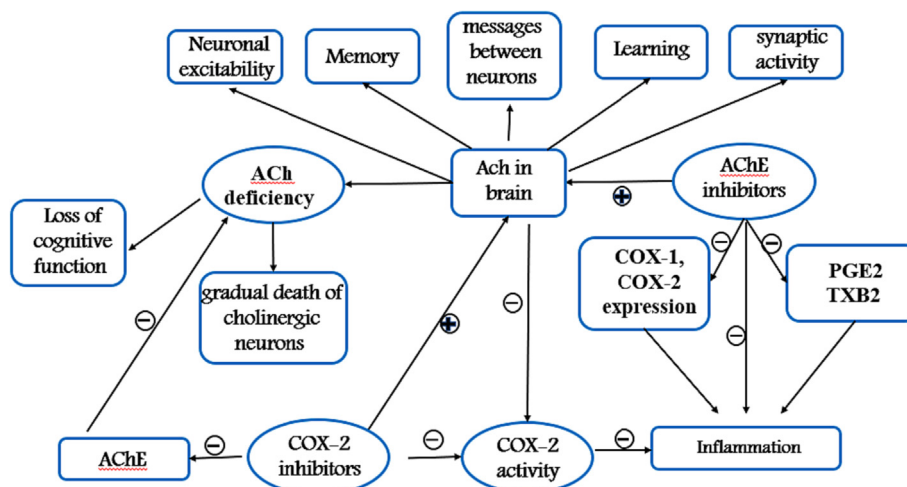 Neuronal
excitability
Memory
messages
between
neurons
Learning
synaptic
activity
ACh
deficiency
Ach in
brain
AChE
inhibitors
+
Loss of
cognitive
function
gradual death of
cholinergic
neurons
−
−
+
COX-1,
COX-2
expression
−
−
−
PGE2
TXB2
AChE
−
COX-2
inhibitors
−
COX-2
activity
−
Inflammation